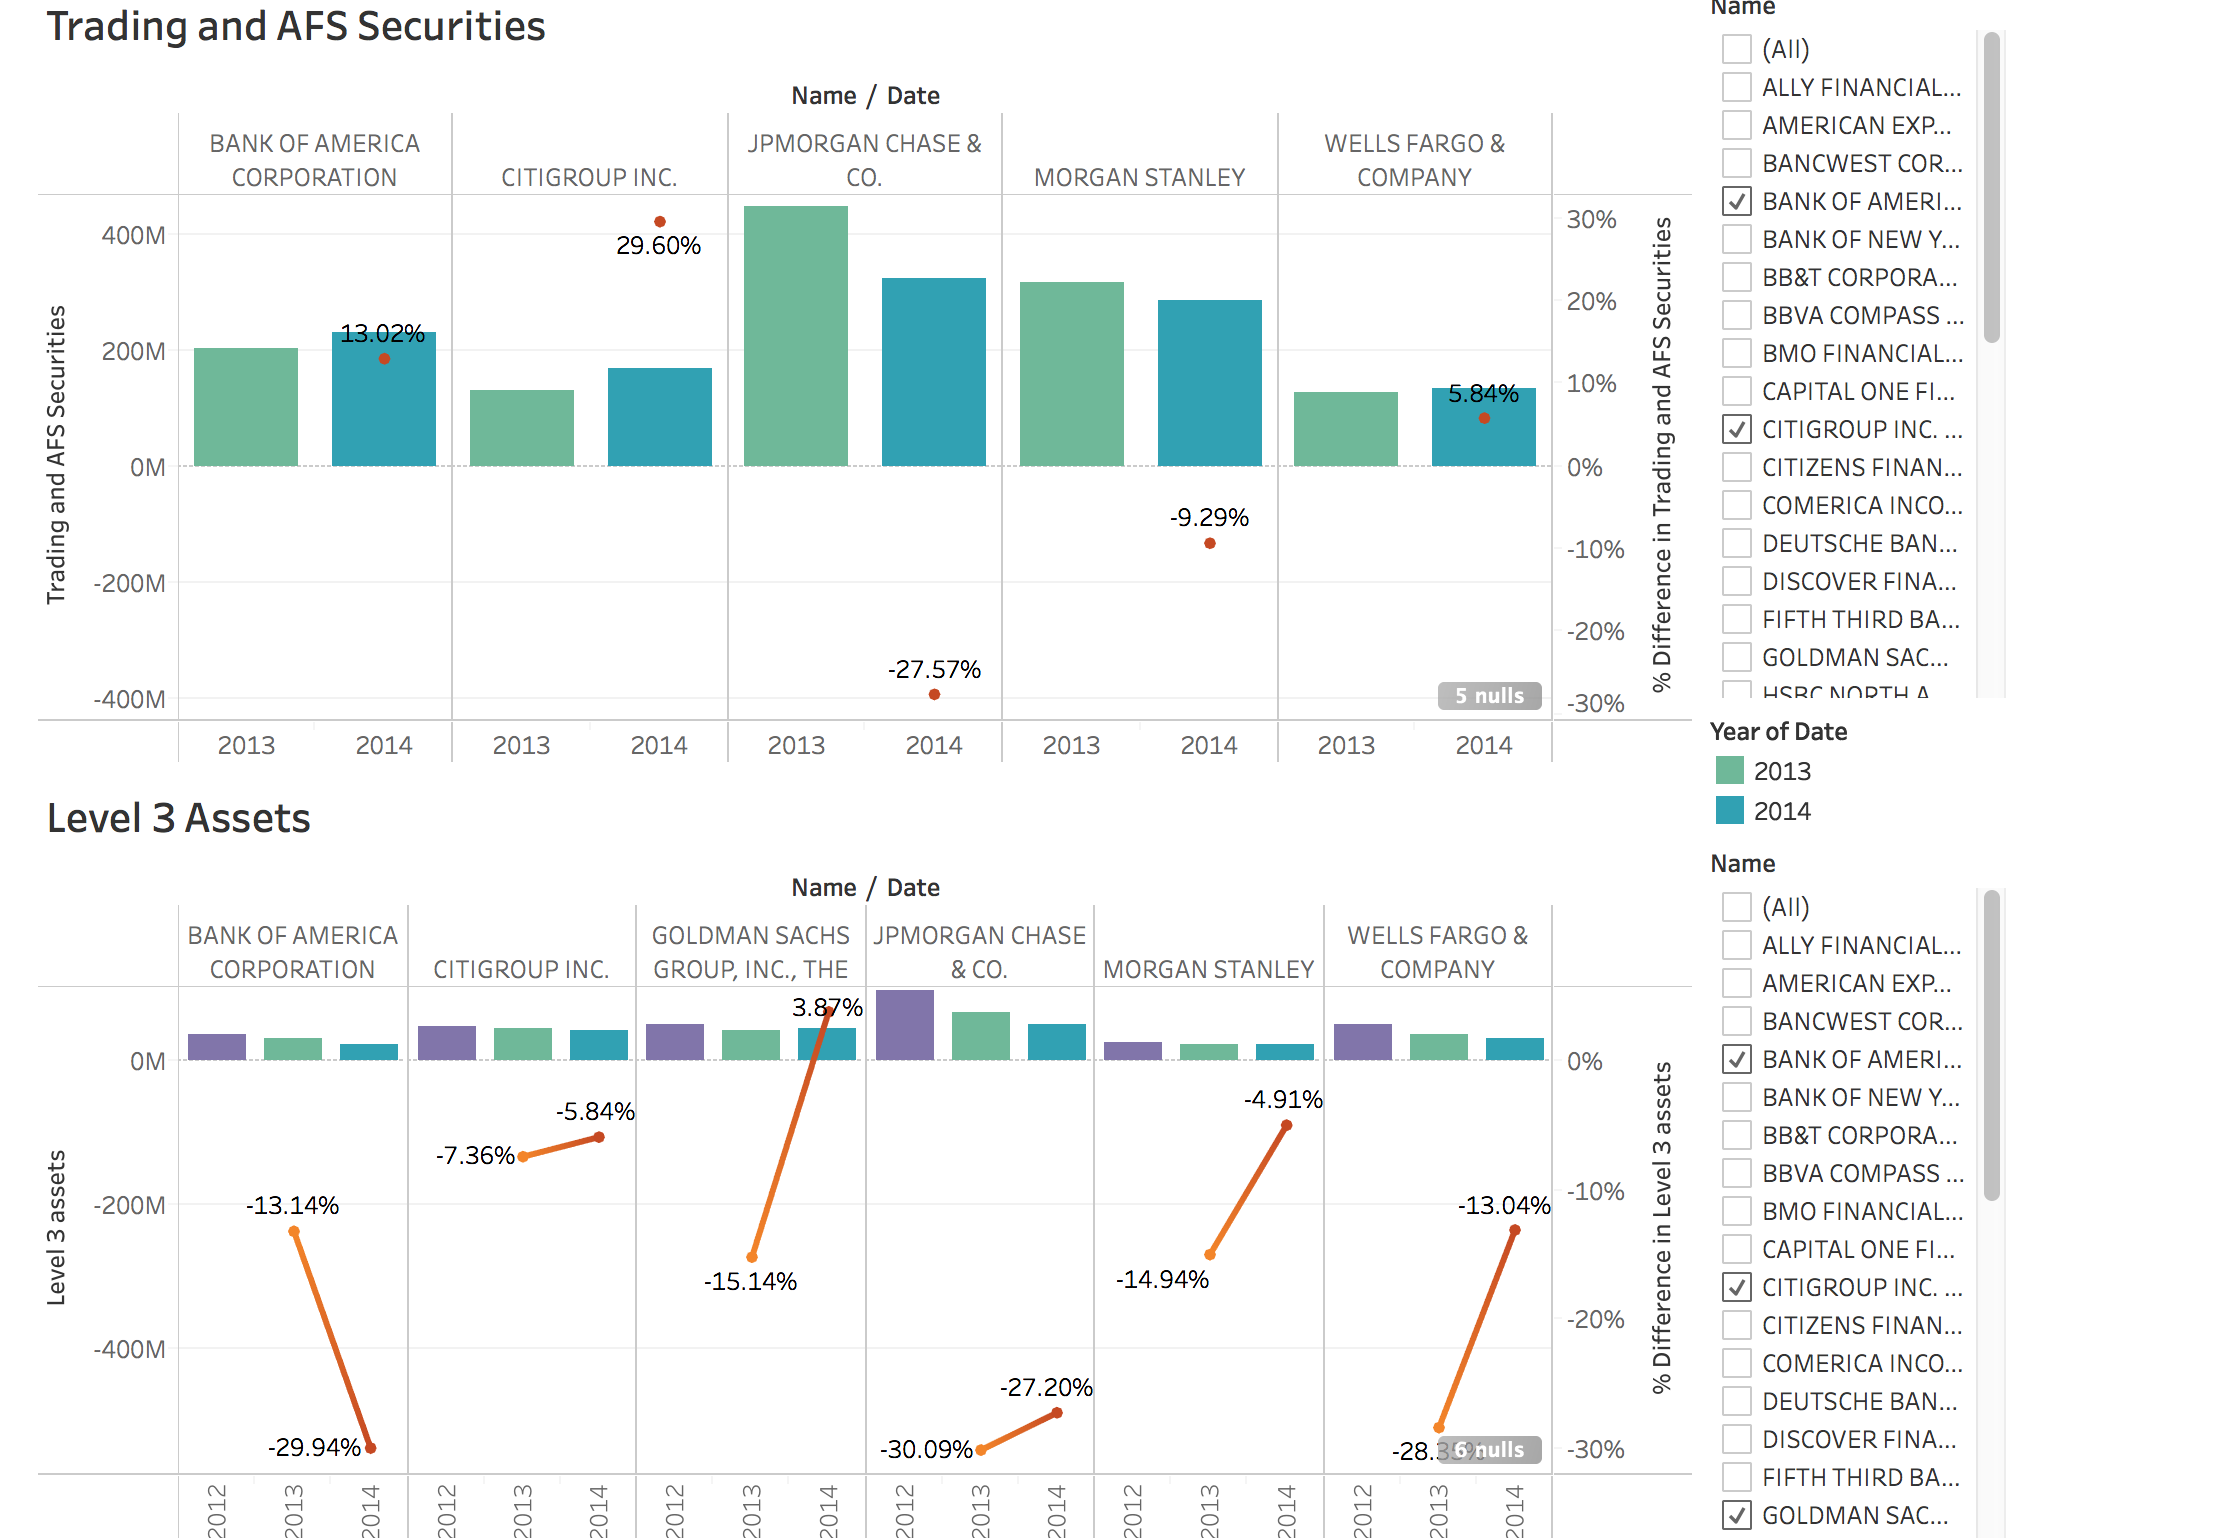 Trading and AFS Securities
Name / Date
BANK OF AMERICA
CORPORATION
CITIGROUP INC.
JPMORGAN CHASE &
CO.
MORGAN STANLEY
WELLS FARGO &
COMPANY
Trading and AFS Securities
400M
200M
0M
-200M
-400M
13.02%
29.60%
-27.57%
-9.29%
5.84%
5 nulls
30%
20%
10%
0%
-10%
-20%
-30%
% Difference in Trading and AFS Securities
2013
2014
2013
2014
2013
2014
2013
2014
2013
2014
Name
(All)
ALLY FINANCIAL...
AMERICAN EXP...
BANCWEST COR...
BANK OF AMERI...
BANK OF NEW Y...
BB&T CORPORA...
BBVA COMPASS ...
BMO FINANCIAL...
CAPITAL ONE FI...
CITIGROUP INC. ...
CITIZENS FINAN...
COMERICA INCO...
DEUTSCHE BAN...
DISCOVER FINA...
FIFTH THIRD BA...
GOLDMAN SAC...
HSBC NORTH A
Year of Date
2013
2014
Level 3 Assets
Name / Date
BANK OF AMERICA
CORPORATION
CITIGROUP INC.
GOLDMAN SACHS
GROUP, INC., THE
JPMORGAN CHASE
& CO.
MORGAN STANLEY
WELLS FARGO &
COMPANY
Level 3 assets
0M
-200M
-400M
-13.14%
-29.94%
-7.36%
-5.84%
-15.14%
3.87%
-30.09%
-27.20%
-14.94%
-4.91%
-13.04%
6 nulls
0%
-10%
-20%
-30%
% Difference in Level 3 assets
2012
2013
2014
2012
2013
2014
2012
2013
2014
2012
2013
2014
2012
2013
2014
2012
2013
2014
Name
(All)
ALLY FINANCIAL...
AMERICAN EXP...
BANCWEST COR...
BANK OF AMERI...
BANK OF NEW Y...
BB&T CORPORA...
BBVA COMPASS ...
BMO FINANCIAL...
CAPITAL ONE FI...
CITIGROUP INC. ...
CITIZENS FINAN...
COMERICA INCO...
DEUTSCHE BAN...
DISCOVER FINA...
FIFTH THIRD BA...
GOLDMAN SAC...